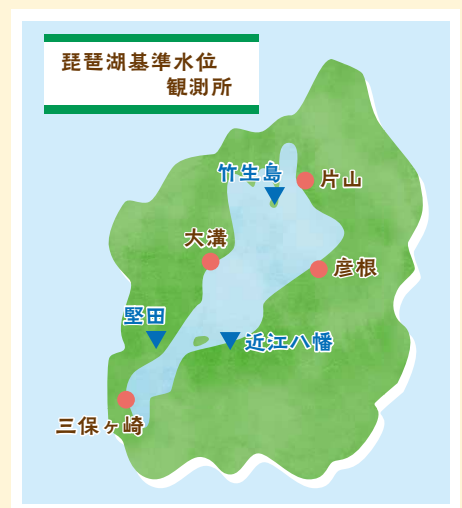 琵琶湖基準水位
観測所
竹生島
片山
大溝
彦根
堅田
近江八幡
三保ヶ崎